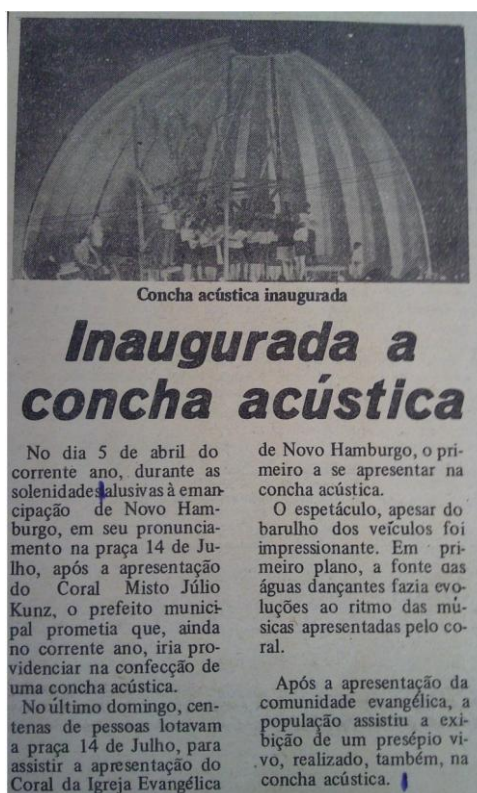 Concha acústica inaugurada
Inaugurada a
concha acústica
No dia 5 de abril do
corrente ano, durante as
solenidades alusivas à eman-
cipação de Novo Ham-
burgo, em seu pronuncia-
mento na praça 14 de Ju-
lho, após a apresentação
do Coral Misto Júlio
Kunz, o prefeito munici-
pal prometia que, ainda
no corrente ano, iria pro-
videnciar na confecção de
uma concha acústica.
No último domingo, cen-
tenas de pessoas lotavam
a praça 14 de Julho, para
assistir a apresentação do
Coral da Igreja Evangélica
de Novo Hamburgo, o pri-
meiro a se apresentar na
concha acústica.
O espetáculo, apesar do
barulho dos veículos foi
impressionante. Em pri-
meiro plano, a fonte das
águas dançantes fazia evo-
luções ao ritmo das mú-
sicas apresentadas pelo co-
ral.
Após a apresentação da
comunidade evangélica, a
população assistiu a exi-
bição de um presépio vi-
vo, realizado, também, na
concha acústica.